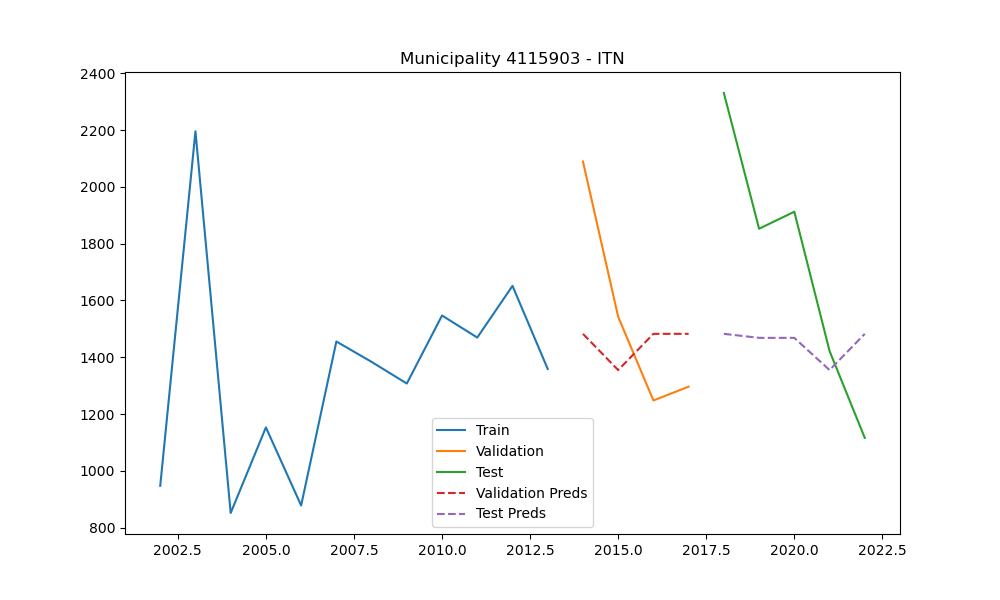 Municipality 4115903 - ITN
2400
2200
2000
1800
1600
1400
1200
1000
800
Train
Validation
Test
Validation Preds
Test Preds
2002.5 2005.0 2007.5 2010.0 2012.5 2015.0 2017.5 2020.0 2022.5